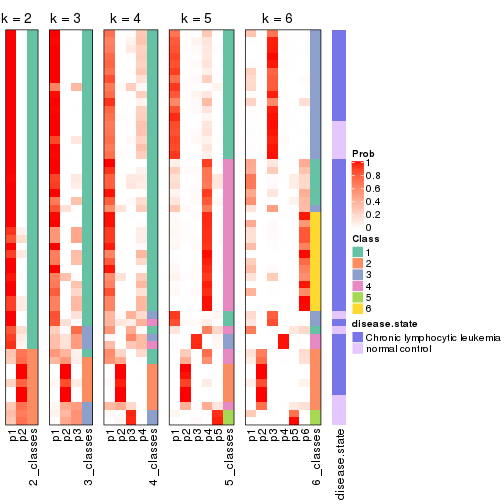 k = 2 k = 3 k = 4 k = 5 k = 6
Prob
1
0.8
0.6
0.4
0.2
0
Class
1
2
3
4
5
6
disease.state
Chronic lymphocytic leukemia
normal control
p1 p2 2_classes p1 p2 p3 3_classes p1 p2 p3 p4 4_classes p1 p2 p3 p4 p5 5_classes p1 p2 p3 p4 p5 p6 6_classes disease.state